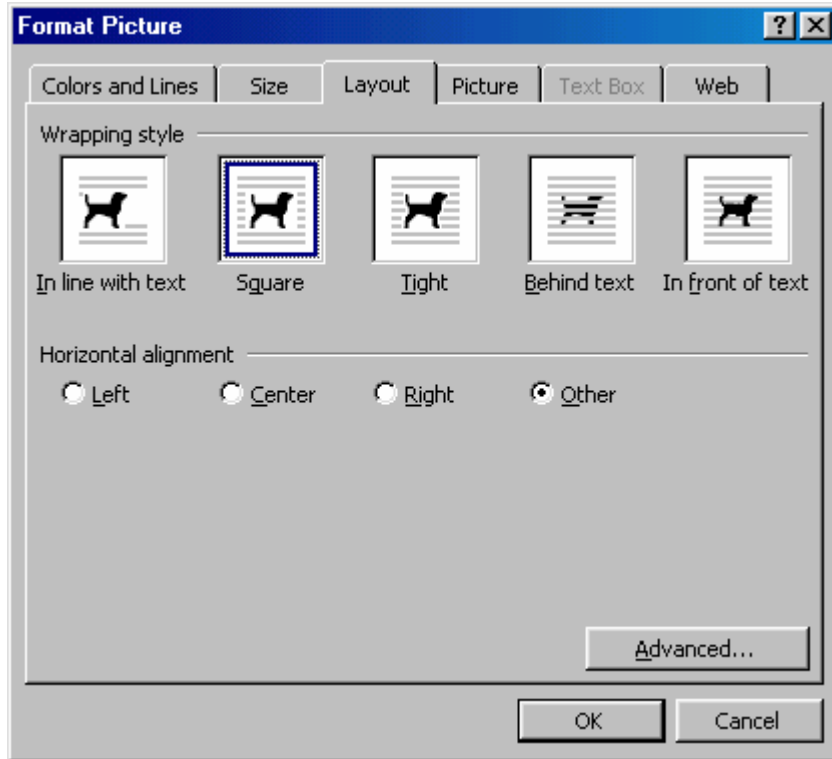 Format Picture
Colors and Lines Size Layout Picture Text Box Web
Wrapping style
In line with text Square Tight Behind text In front of text
Horizontal alignment
Left Center Right Other
Advanced...
OK Cancel